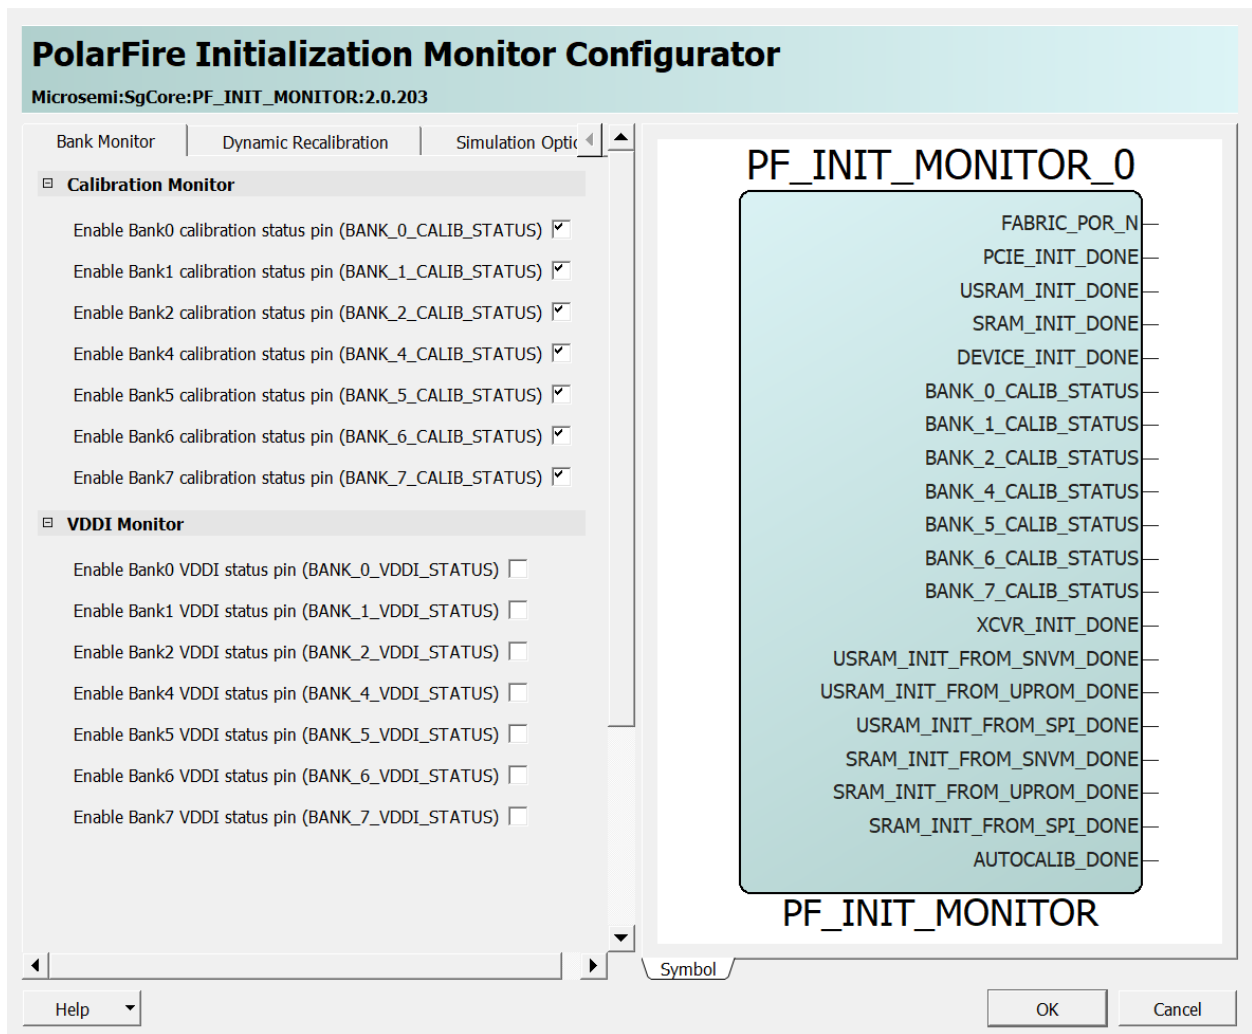 PolarFire Initialization Monitor Configurator
Microsemi:SgCore:PF_INIT_MONITOR:2.0.203
Bank Monitor
Dynamic Recalibration
Simulation Optic
Calibration Monitor
Enable Bank0 calibration status pin (BANK_0_CALIB_STATUS)
Enable Bank1 calibration status pin (BANK_1_CALIB_STATUS)
Enable Bank2 calibration status pin (BANK_2_CALIB_STATUS)
Enable Bank4 calibration status pin (BANK_4_CALIB_STATUS)
Enable Bank5 calibration status pin (BANK_5_CALIB_STATUS)
Enable Bank6 calibration status pin (BANK_6_CALIB_STATUS)
Enable Bank7 calibration status pin (BANK_7_CALIB_STATUS)
VDDI Monitor
Enable Bank0 VDDI status pin (BANK_0_VDDI_STATUS)
Enable Bank1 VDDI status pin (BANK_1_VDDI_STATUS)
Enable Bank2 VDDI status pin (BANK_2_VDDI_STATUS)
Enable Bank4 VDDI status pin (BANK_4_VDDI_STATUS)
Enable Bank5 VDDI status pin (BANK_5_VDDI_STATUS)
Enable Bank6 VDDI status pin (BANK_6_VDDI_STATUS)
Enable Bank7 VDDI status pin (BANK_7_VDDI_STATUS)
PF_INIT_MONITOR_0
FABRIC_POR_N
PCIE_INIT_DONE
USRAM_INIT_DONE
SRAM_INIT_DONE
DEVICE_INIT_DONE
BANK_0_CALIB_STATUS
BANK_1_CALIB_STATUS
BANK_2_CALIB_STATUS
BANK_4_CALIB_STATUS
BANK_5_CALIB_STATUS
BANK_6_CALIB_STATUS
BANK_7_CALIB_STATUS
XCVR_INIT_DONE
USRAM_INIT_FROM_SNVM_DONE
USRAM_INIT_FROM_UPROM_DONE
USRAM_INIT_FROM_SPI_DONE
SRAM_INIT_FROM_SNVM_DONE
SRAM_INIT_FROM_UPROM_DONE
SRAM_INIT_FROM_SPI_DONE
AUTOCALIB_DONE
PF_INIT_MONITOR
Symbol
Help
OK
Cancel